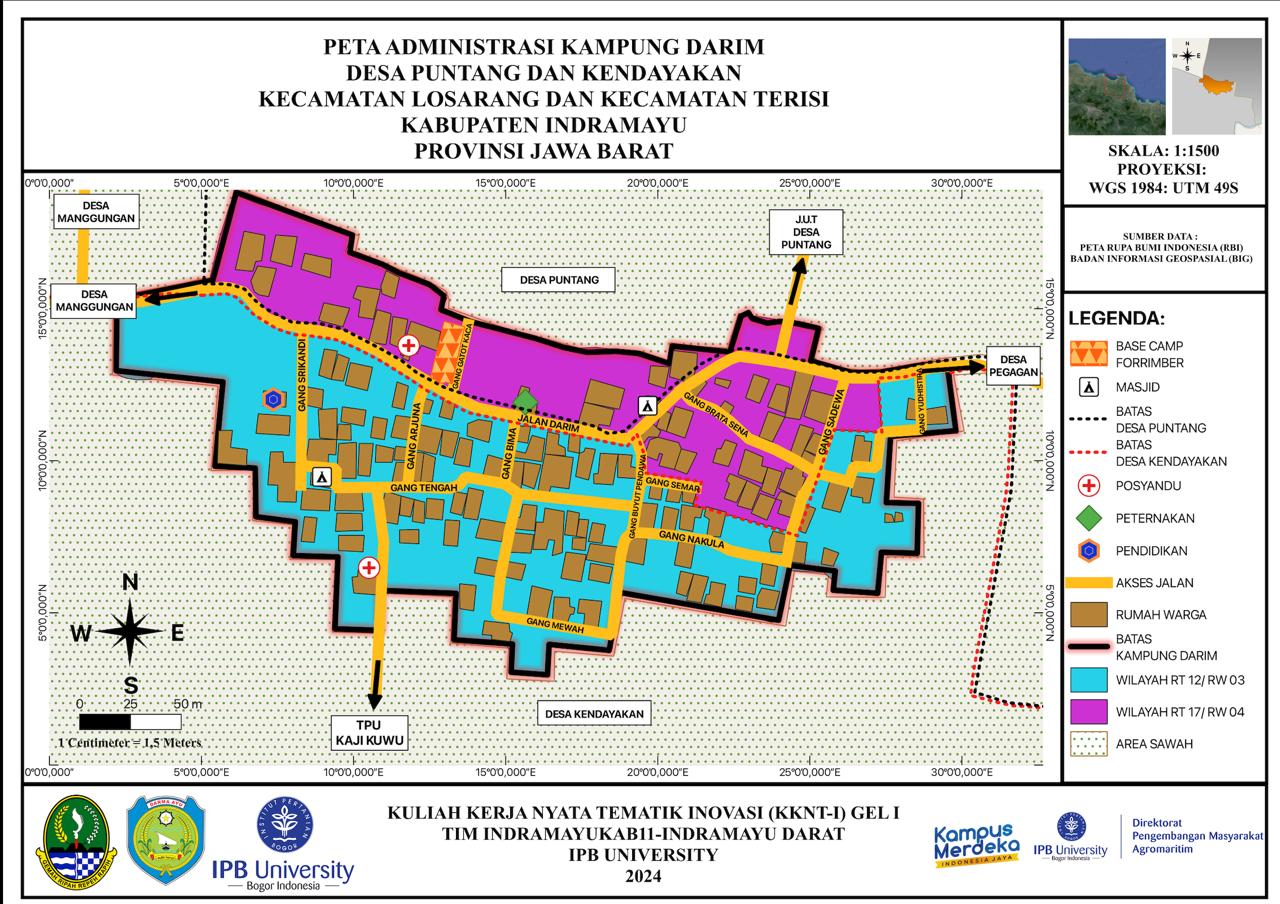 PETA ADMINISTRASI KAMPUNG DARIM
DESA PUNTANG DAN KENDAYAKAN
KECAMATAN LOSARANG DAN KECAMATAN TERISI
KABUPATEN INDRAMAYU
PROVINSI JAWA BARAT
N
W E
S
SKALA: 1:1500
PROYEKSI:
WGS 1984: UTM 49S
SUMBER DATA :
PETA RUPA BUMI INDONESIA (RBI)
BADAN INFORMASI GEOSPASIAL (BIG)
LEGENDA:
BASE CAMP
FORRIMBER
MASJID
BATAS
DESA PUNTANG
BATAS
DESA KENDAYAKAN
POSYANDU
PETERNAKAN
PENDIDIKAN
AKSES JALAN
RUMAH WARGA
BATAS
KAMPUNG DARIM
WILAYAH RT 12/ RW 03
WILAYAH RT 17/ RW 04
AREA SAWAH
0°0'0,000"E 5°0'0,000"E 10°0'0,000"E 15°0'0,000"E 20°0'0,000"E 25°0'0,000"E 30°0'0,000"E
15°0'0,000"N
10°0'0,000"N
5°0'0,000"N
15°0'0,000"N
10°0'0,000"N
5°0'0,000"N
DESA
MANGGUNGAN
DESA
MANGGUNGAN
DESA PUNTANG
J.U.T
DESA
PUNTANG
DESA
PEGAGAN
GANG SRIKANDI
GANG GATOT KACA
GANG ARJUNA
JALAN DARIM
GANG BIMA
GANG BRATA SENA
GANG SADEWA
GANG YUDHISTIRA
GANG TENGAH
GANG BUYUT PENDAWA
GANG SEMAR
GANG NAKULA
GANG MEWAH
DESA KENDAYAKAN
TPU
KAJI KUWU
N
W E
S
0 25 50 m
1 Centimeter = 1,5 Meters
0°0'0,000"E 5°0'0,000"E 10°0'0,000"E 15°0'0,000"E 20°0'0,000"E 25°0'0,000"E 30°0'0,000"E
GEMAH RIPAH REPEH RAPIH
DARMA AYU
INSTITUT PERTANIAN
BOGOR
IPB University
Bogor Indonesia
KULIAH KERJA NYATA TEMATIK INOVASI (KKNT-I) GEL I
TIM INDRAMAYUKAB11-INDRAMAYU DARAT
IPB UNIVERSITY
2024
Kampus
Merdeka
INDONESIA JAYA
IPB University
Bogor Indonesia
Direktorat
Pengembangan Masyarakat
Agromaritim